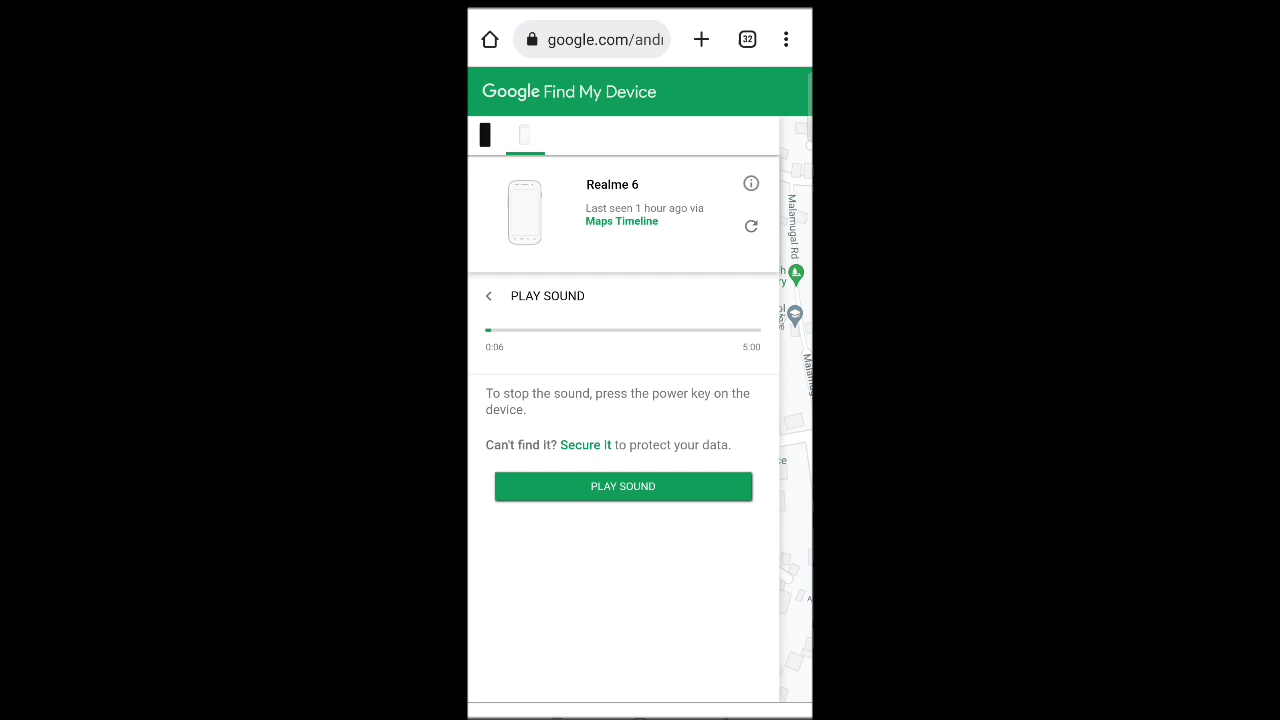 google.com/andı
32
Google Find My Device
Realme 6
Last seen 1 hour ago via
Maps Timeline
PLAY SOUND
0:06
5:00
To stop the sound, press the power key on the
device.
Can't find it? Secure It to protect your data.
PLAY SOUND
Malamugal Rd